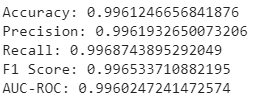 Accuracy: 0.9961246656841876
Precision: 0.9961932650073206
Recall: 0.9968743895292049
F1 Score: 0.996533710882195
AUC-ROC: 0.9960247241472574